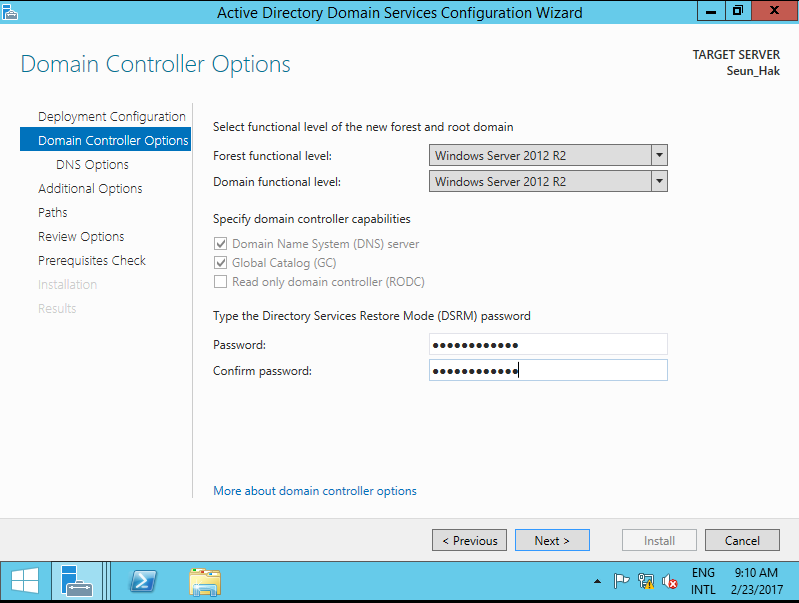 Active Directory Domain Services Configuration Wizard
Domain Controller Options
TARGET SERVER
Seun_Hak
Deployment Configuration
Domain Controller Options
DNS Options
Additional Options
Paths
Review Options
Prerequisites Check
Installation
Results
Select functional level of the new forest and root domain
Forest functional level: Windows Server 2012 R2
Domain functional level: Windows Server 2012 R2
Specify domain controller capabilities
Domain Name System (DNS) server
Global Catalog (GC)
Read only domain controller (RODC)
Type the Directory Services Restore Mode (DSRM) password
Password: ••••••••••••
Confirm password: ••••••••••••
More about domain controller options
< Previous Next > Install Cancel
ENG 9:10 AM
INTL 2/23/2017